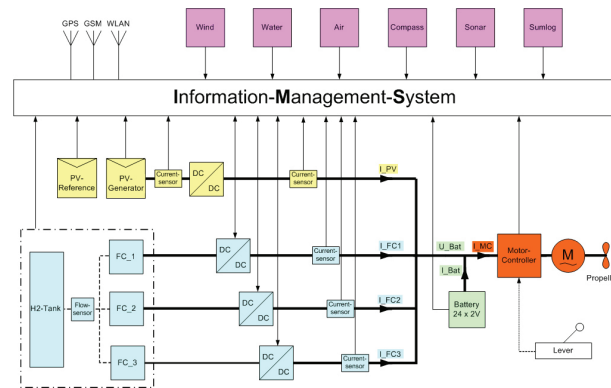 GPS GSM WLAN
Wind
Water
Air
Compass
Sonar
Sumlog
Information-Management-System
PV-
Reference
PV-
Generator
Current-
sensor
DC
DC
Current-
sensor
I_PV
H2-Tank
Flow-
sensor
FC_1
DC
DC
Current-
sensor
I_FC1
U_Bat
I_MC
Motor-
Controller
M
Propell
I_Bat
FC_2
DC
DC
Current-
sensor
I_FC2
Battery
24 x 2V
FC_3
DC
DC
Current-
sensor
I_FC3
Lever